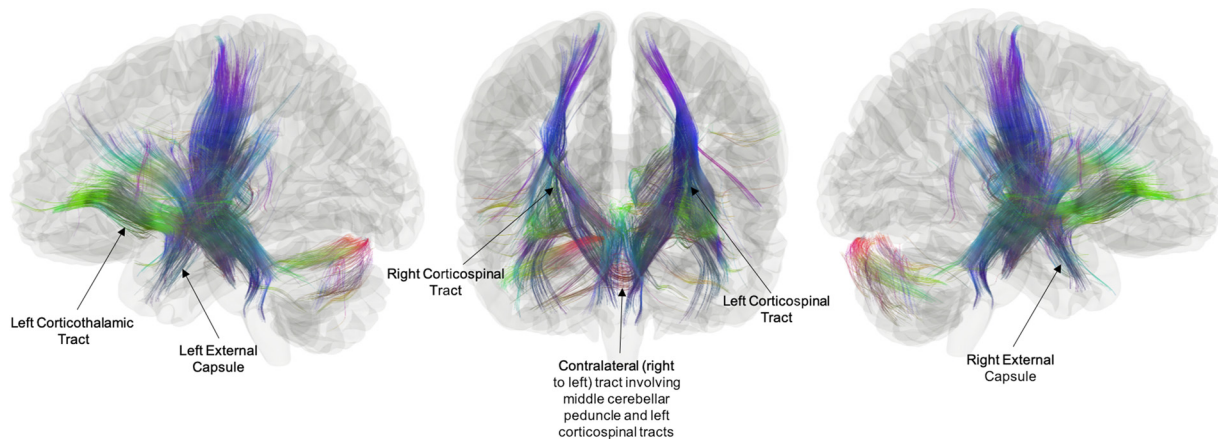 Left Corticothalamic
Tract
Left External
Capsule
Right Corticospinal
Tract
Contralateral (right
to left) tract involving
middle cerebellar
peduncle and left
corticospinal tracts
Left Corticospinal
Tract
Right External
Capsule